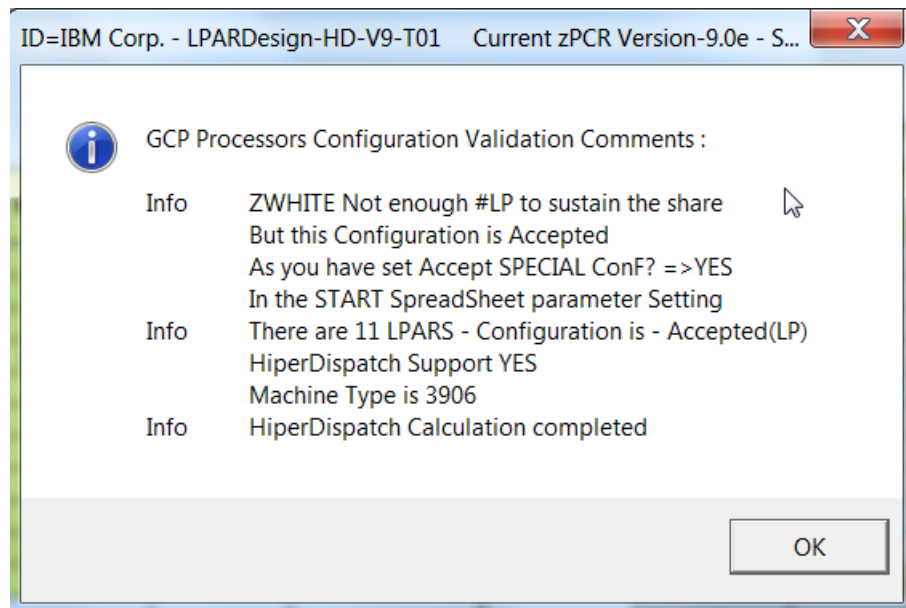 ID=IBM Corp. - LPARDesign-HD-V9-T01 Current zPCR Version-9.0e - S...
GCP Processors Configuration Validation Comments :
Info ZWHITE Not enough #LP to sustain the share
But this Configuration is Accepted
As you have set Accept SPECIAL ConF? =>YES
In the START SpreadSheet parameter Setting
Info There are 11 LPARS - Configuration is - Accepted(LP)
HiperDispatch Support YES
Machine Type is 3906
Info HiperDispatch Calculation completed
OK